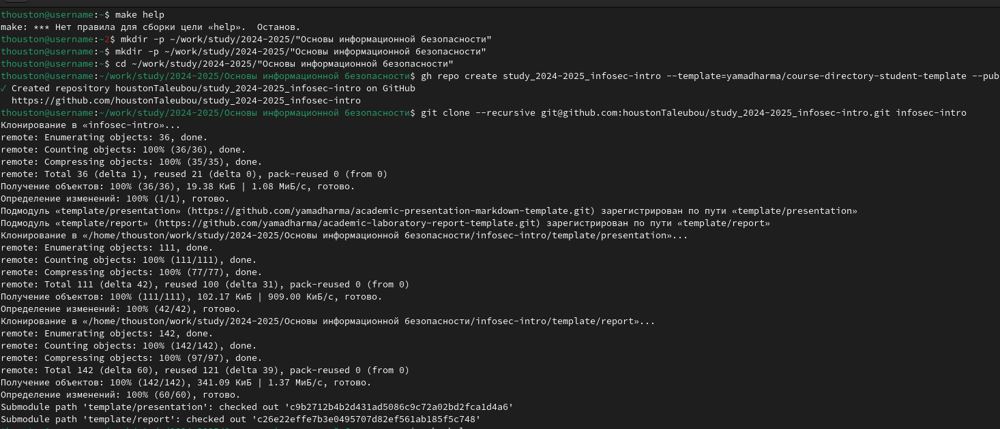 thouston@username:~$ make help
make: *** Нет правила для сборки цели «help».  Останов.
thouston@username:~2$ mkdir -p ~/work/study/2024-2025/"Основы информационной безопасности"
thouston@username:~$ mkdir -p ~/work/study/2024-2025/"Основы информационной безопасности"
thouston@username:~$ cd ~/work/study/2024-2025/"Основы информационной безопасности"
thouston@username:~/work/study/2024-2025/Основы информационной безопасности$ gh repo create study_2024-2025_infosec-intro --template=yamadharma/course-directory-student-template --pub
✓ Created repository houstonTaleubou/study_2024-2025_infosec-intro on GitHub
  https://github.com/houstonTaleubou/study_2024-2025_infosec-intro
thouston@username:~/work/study/2024-2025/Основы информационной безопасности$ git clone --recursive git@github.com:houstonTaleubou/study_2024-2025_infosec-intro.git infosec-intro
Клонирование в «infosec-intro»...
remote: Enumerating objects: 36, done.
remote: Counting objects: 100% (36/36), done.
remote: Compressing objects: 100% (35/35), done.
remote: Total 36 (delta 1), reused 21 (delta 0), pack-reused 0 (from 0)
Получение объектов: 100% (36/36), 19.38 КиБ | 1.08 МиБ/с, готово.
Определение изменений: 100% (1/1), готово.
Подмодуль «template/presentation» (https://github.com/yamadharma/academic-presentation-markdown-template.git) зарегистрирован по пути «template/presentation»
Подмодуль «template/report» (https://github.com/yamadharma/academic-laboratory-report-template.git) зарегистрирован по пути «template/report»
Клонирование в «/home/thouston/work/study/2024-2025/Основы информационной безопасности/infosec-intro/template/presentation»...
remote: Enumerating objects: 111, done.
remote: Counting objects: 100% (111/111), done.
remote: Compressing objects: 100% (77/77), done.
remote: Total 111 (delta 42), reused 100 (delta 31), pack-reused 0 (from 0)
Получение объектов: 100% (111/111), 102.17 КиБ | 909.00 КиБ/с, готово.
Определение изменений: 100% (42/42), готово.
Клонирование в «/home/thouston/work/study/2024-2025/Основы информационной безопасности/infosec-intro/template/report»...
remote: Enumerating objects: 142, done.
remote: Counting objects: 100% (142/142), done.
remote: Compressing objects: 100% (97/97), done.
remote: Total 142 (delta 60), reused 121 (delta 39), pack-reused 0 (from 0)
Получение объектов: 100% (142/142), 341.09 КиБ | 1.37 МиБ/с, готово.
Определение изменений: 100% (60/60), готово.
Submodule path 'template/presentation': checked out 'c9b2712b4b2d431ad5086c9c72a02bd2fca1d4a6'
Submodule path 'template/report': checked out 'c26e22effe7b3e0495707d82ef561ab185f5c748'